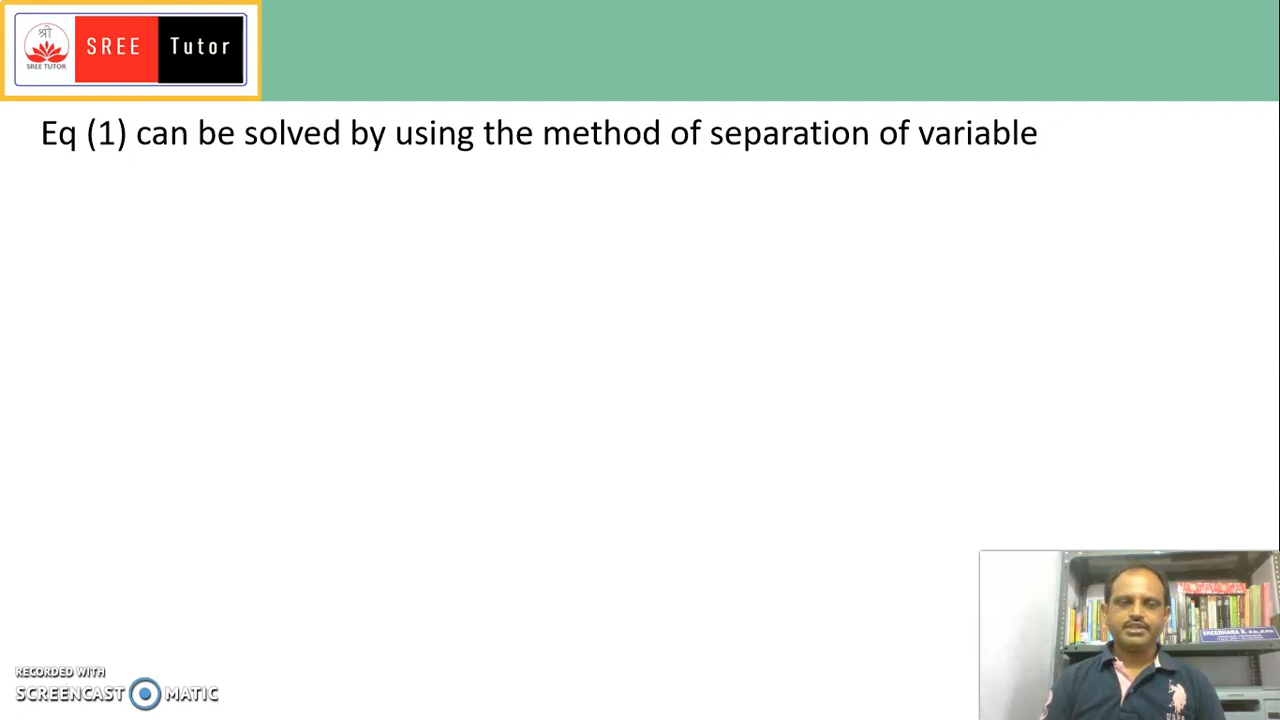 श्री
SREE TUTOR
SREE Tutor
Eq (1) can be solved by using the method of separation of variable
RECORDED WITH
SCREENCAST MATIC